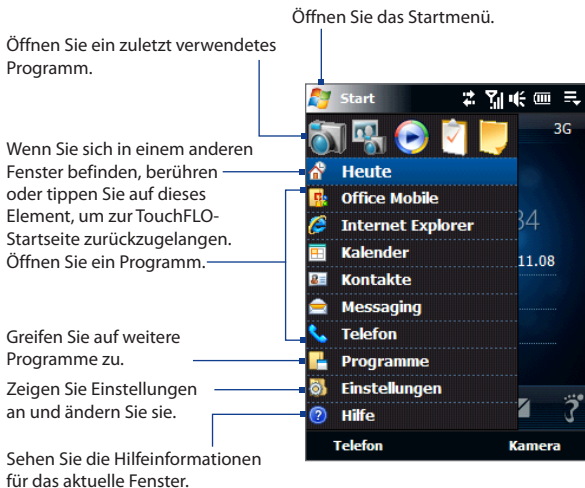 Öffnen Sie das Startmenü.
Öffnen Sie ein zuletzt verwendetes
Programm.
Wenn Sie sich in einem anderen
Fenster befinden, berühren
oder tippen Sie auf dieses
Element, um zur TouchFLO-
Startseite zurückzugelangen.
Öffnen Sie ein Programm.
Greifen Sie auf weitere
Programme zu.
Zeigen Sie Einstellungen
an und ändern Sie sie.
Sehen Sie die Hilfeinformationen
für das aktuelle Fenster.
Start
3G
Heute
Office Mobile
Internet Explorer
34
Kalender
11.08
Kontakte
Messaging
Telefon
Programme
Einstellungen
Hilfe
Telefon Kamera